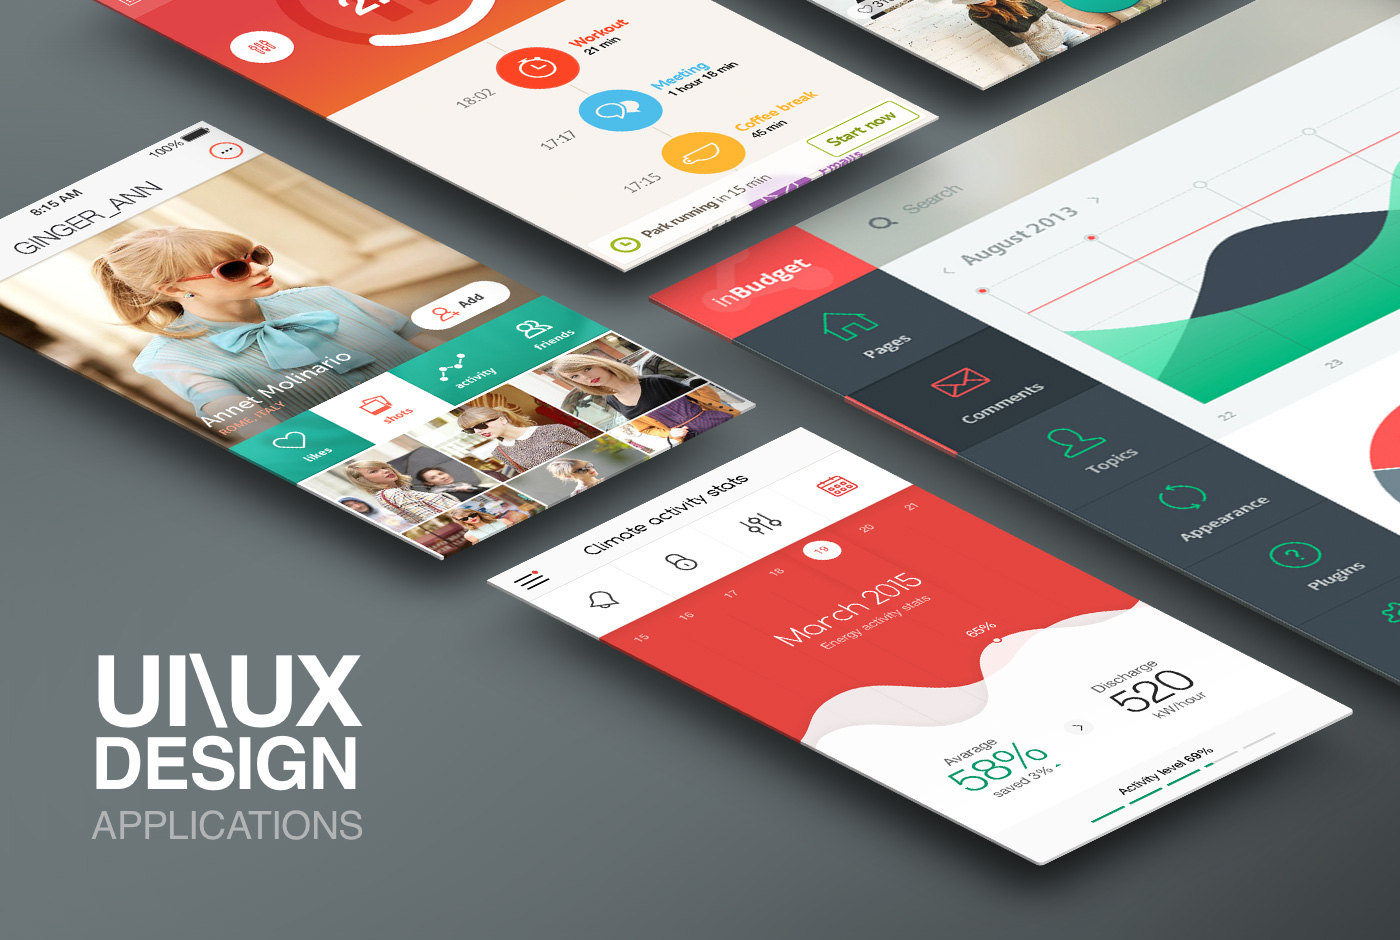 Workout
21 min
18:02
Meeting
1 hour 18 min
17:17
Coffee break
45 min
17:15
Start now
Emails
Park running in 15 min
100%
8:15 AM
GINGER_ANN
Add
Annet Molinario
ROME, ITALY
likes
shots
activity
friends
Search
inBudget
August 2013
22
23
Pages
Comments
Topics
Appearance
Plugins
Climate activity stats
15 16 17 18 19 20 21
March 2015
Energy activity stats
65%
Avarage
58%
saved 3%
Discharge
520
kW/hour
Activity level 69%
UI\UX
DESIGN
APPLICATIONS